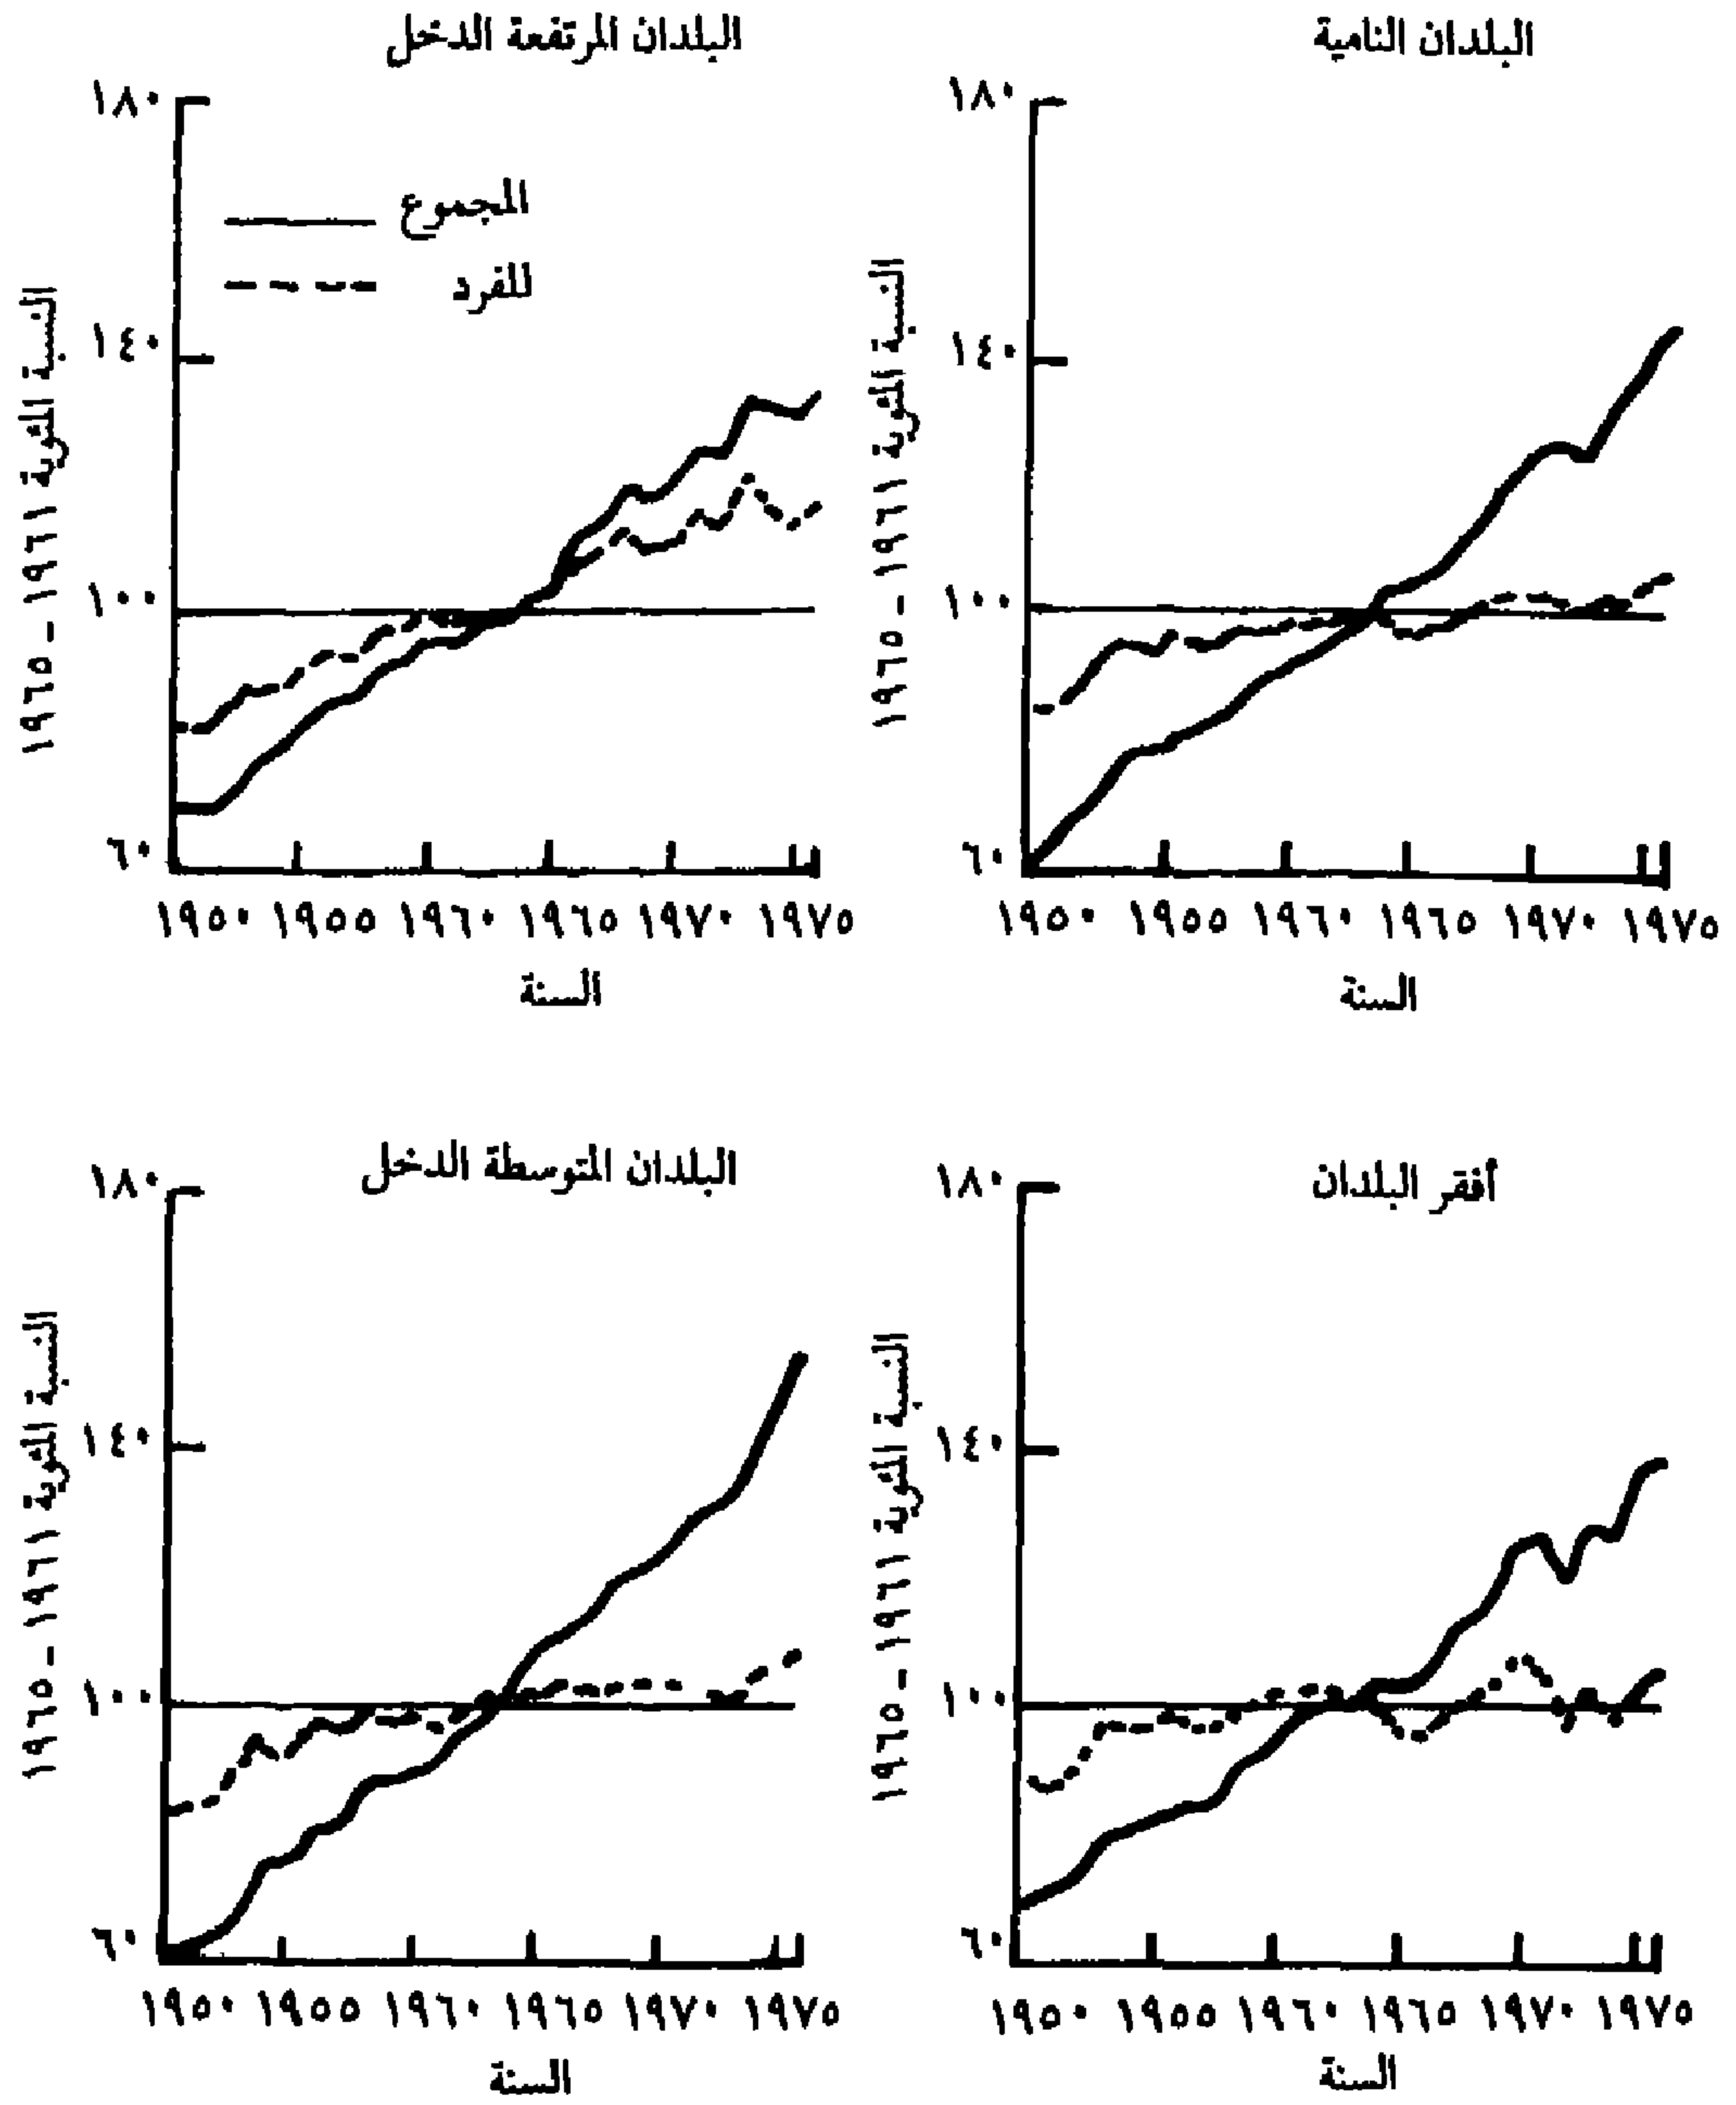 البلدان النامية
١٨٠
١٤٠
١٠٠
٦٠
النسبة المئوية ١٩٦١ - ١٩٦٥
١٩٥٠ ١٩٥٥ ١٩٦٠ ١٩٦٥ ١٩٧٠ ١٩٧٥
السنة
البلدان المرتفعة الدخل
١٨٠
١٤٠
١٠٠
٦٠
المجموع
للفرد
النسبة المئوية ١٩٦١ - ١٩٦٥
١٩٥٠ ١٩٥٥ ١٩٦٠ ١٩٦٥ ١٩٧٠ ١٩٧٥
السنة
أفقر البلدان
١٨٠
١٤٠
١٠٠
٦٠
النسبة المئوية ١٩٦١ - ١٩٦٥
١٩٥٠ ١٩٥٥ ١٩٦٠ ١٩٦٥ ١٩٧٠ ١٩٧٥
السنة
البلدان المتوسطة الدخل
١٨٠
١٤٠
١٠٠
٦٠
النسبة المئوية ١٩٦١ - ١٩٦٥
١٩٥٠ ١٩٥٥ ١٩٦٠ ١٩٦٥ ١٩٧٠ ١٩٧٥
السنة